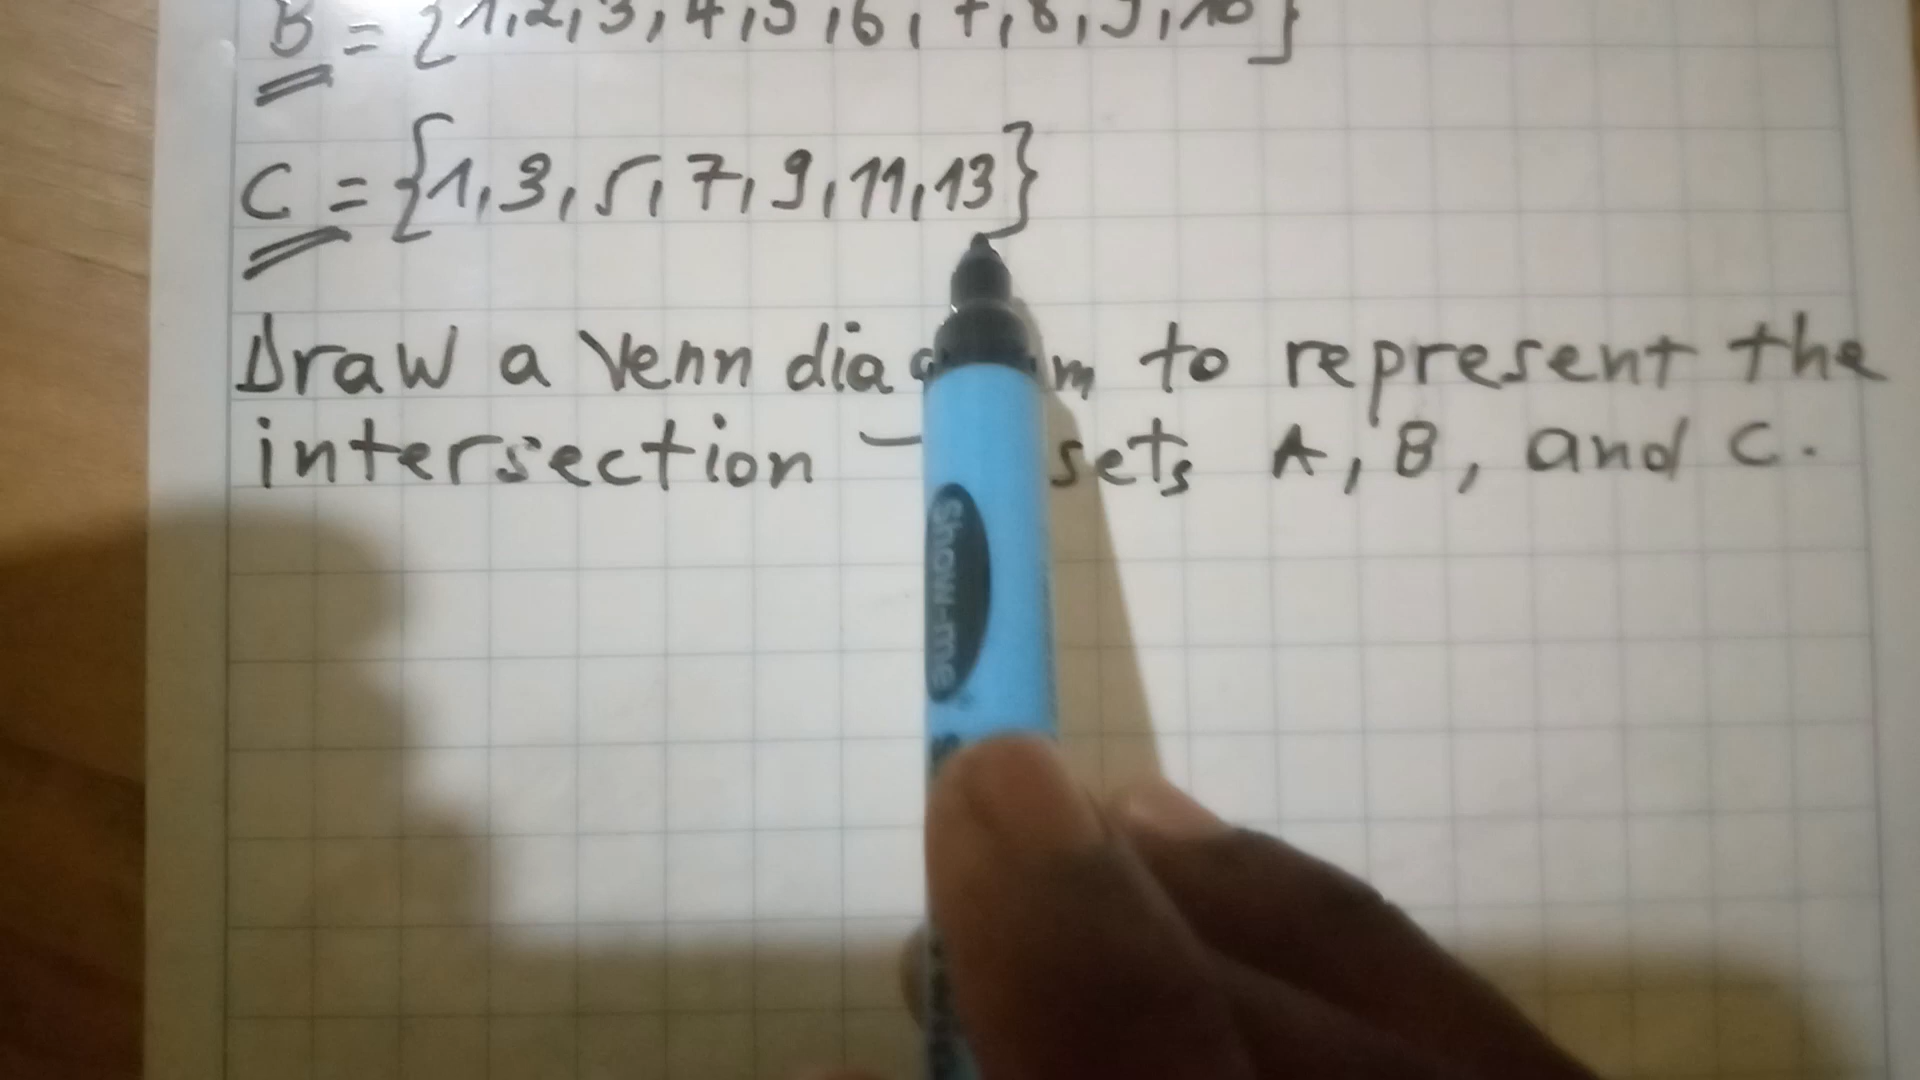 B = {1,2,3,4,5,6,7,8,9,10}
C = {1,3,5,7,9,11,13}
Draw a Venn diagram to represent the
intersection sets A, B, and C.
Show-me